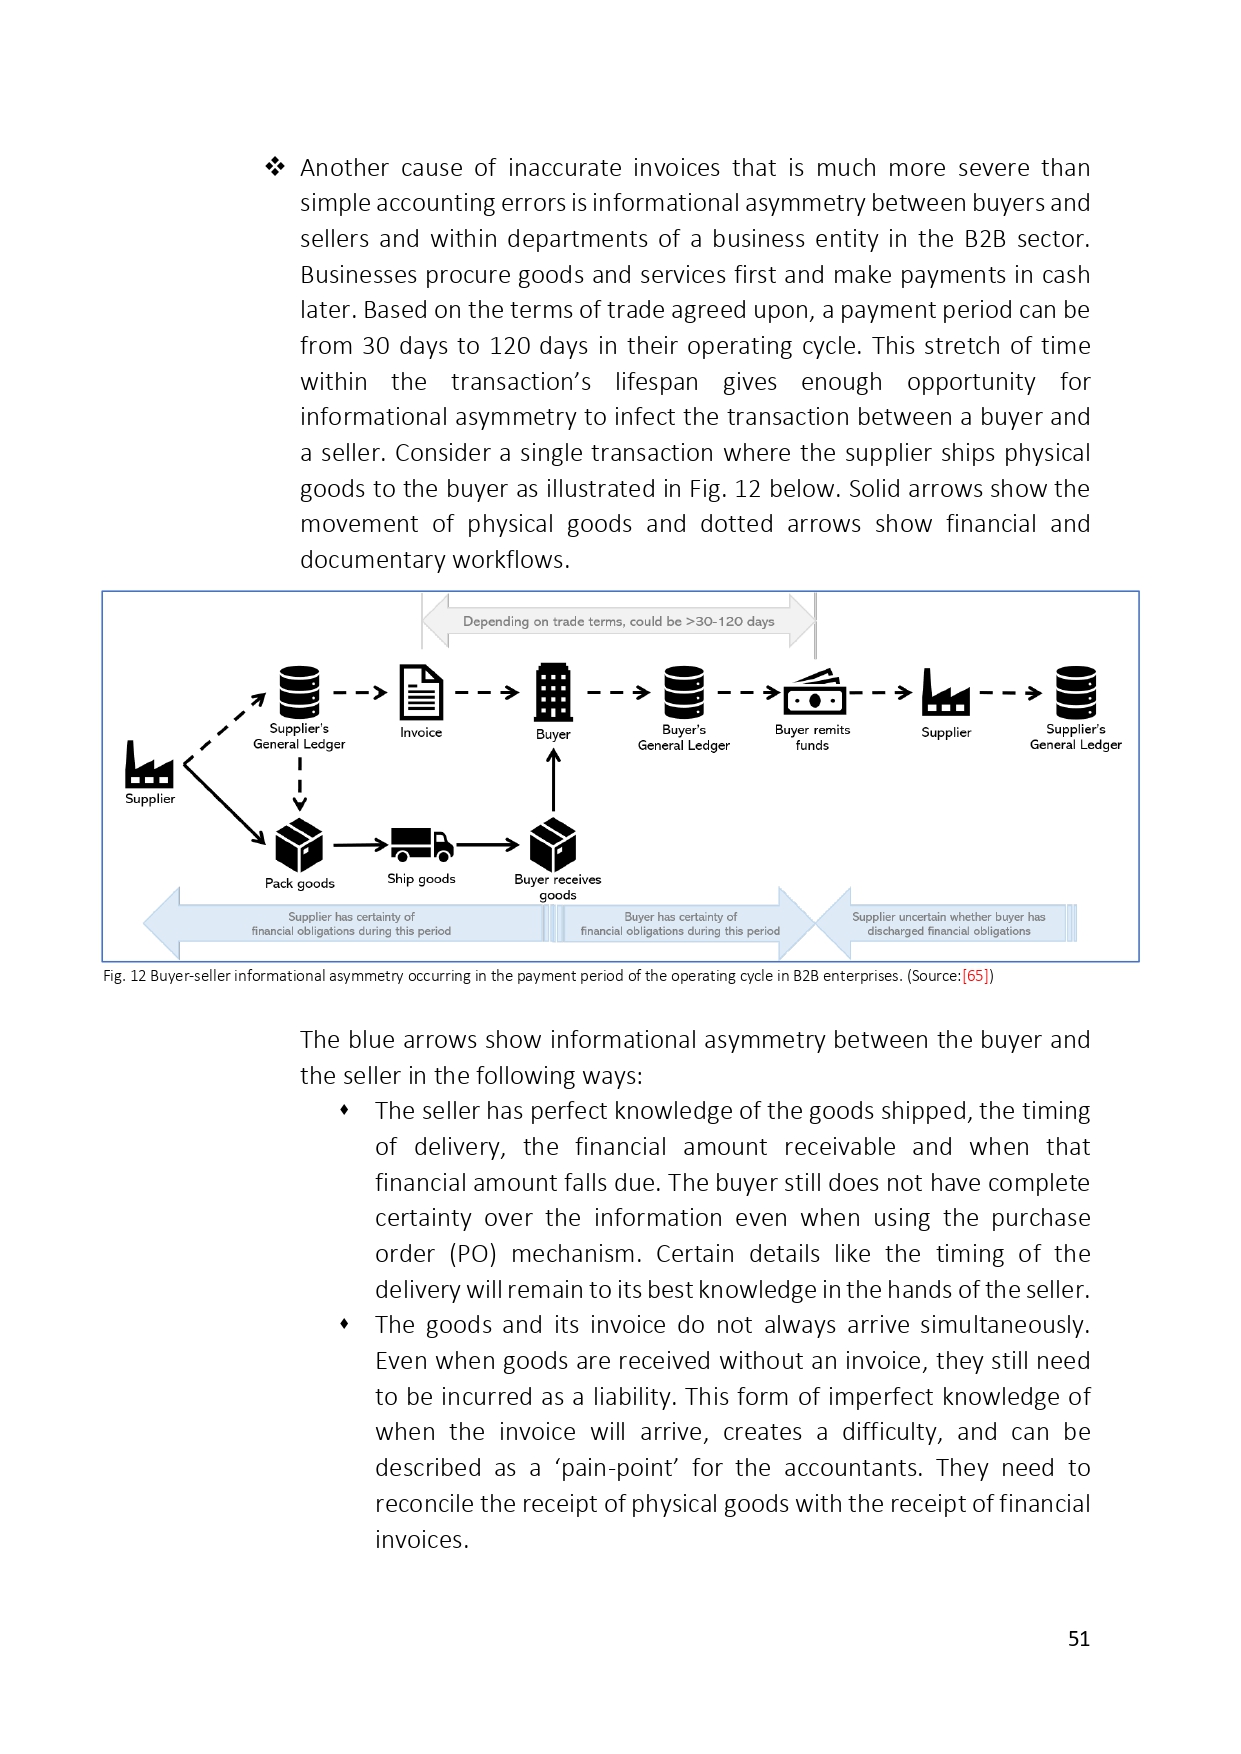 ❖ Another cause of inaccurate invoices that is much more severe than
simple accounting errors is informational asymmetry between buyers and
sellers and within departments of a business entity in the B2B sector.
Businesses procure goods and services first and make payments in cash
later. Based on the terms of trade agreed upon, a payment period can be
from 30 days to 120 days in their operating cycle. This stretch of time
within the transaction’s lifespan gives enough opportunity for
informational asymmetry to infect the transaction between a buyer and
a seller. Consider a single transaction where the supplier ships physical
goods to the buyer as illustrated in Fig. 12 below. Solid arrows show the
movement of physical goods and dotted arrows show financial and
documentary workflows.
Depending on trade terms, could be >30-120 days
Supplier
Supplier’s
General Ledger
Invoice
Buyer
Buyer’s
General Ledger
Buyer remits
funds
Supplier
Supplier’s
General Ledger
Pack goods
Ship goods
Buyer receives
goods
Supplier has certainty of
financial obligations during this period
Buyer has certainty of
financial obligations during this period
Supplier uncertain whether buyer has
discharged financial obligations
Fig. 12 Buyer-seller informational asymmetry occurring in the payment period of the operating cycle in B2B enterprises. (Source:[65])
The blue arrows show informational asymmetry between the buyer and
the seller in the following ways:
♦ The seller has perfect knowledge of the goods shipped, the timing
of delivery, the financial amount receivable and when that
financial amount falls due. The buyer still does not have complete
certainty over the information even when using the purchase
order (PO) mechanism. Certain details like the timing of the
delivery will remain to its best knowledge in the hands of the seller.
♦ The goods and its invoice do not always arrive simultaneously.
Even when goods are received without an invoice, they still need
to be incurred as a liability. This form of imperfect knowledge of
when the invoice will arrive, creates a difficulty, and can be
described as a ‘pain-point’ for the accountants. They need to
reconcile the receipt of physical goods with the receipt of financial
invoices.
51